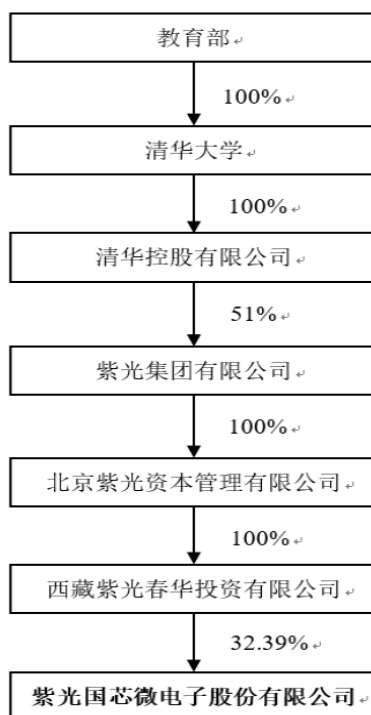 教育部
100%
清华大学
100%
清华控股有限公司
51%
紫光集团有限公司
100%
北京紫光资本管理有限公司
100%
西藏紫光春华投资有限公司
32.39%
紫光国芯微电子股份有限公司